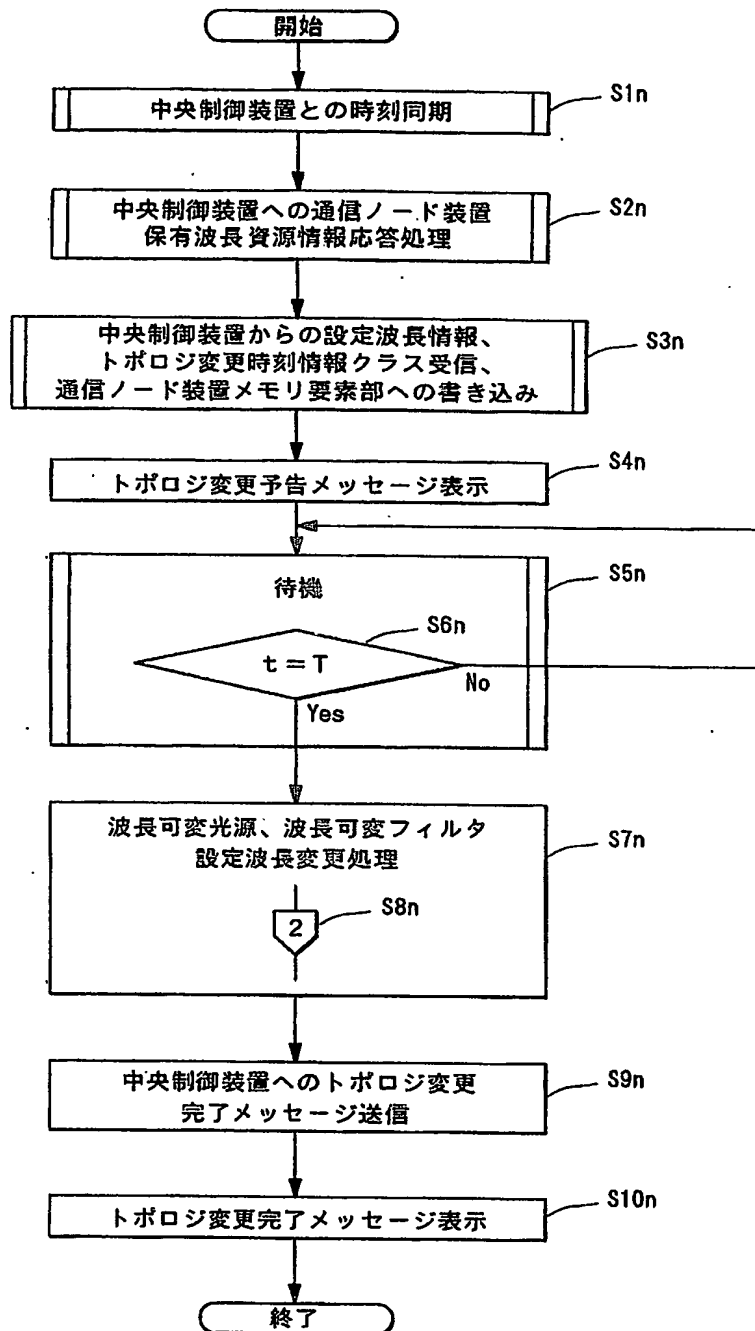 開始
中央制御装置との時刻同期
S1n
中央制御装置への通信ノード装置
保有波長資源情報応答処理
S2n
中央制御装置からの設定波長情報、
トポロジ変更時刻情報クラス受信、
通信ノード装置メモリ要素部への書き込み
S3n
トポロジ変更予告メッセージ表示
S4n
待機
S5n
S6n
t=T
No
Yes
波長可変光源、波長可変フィルタ
設定波長変更処理
S7n
2
S8n
中央制御装置へのトポロジ変更
完了メッセージ送信
S9n
トポロジ変更完了メッセージ表示
S10n
終了